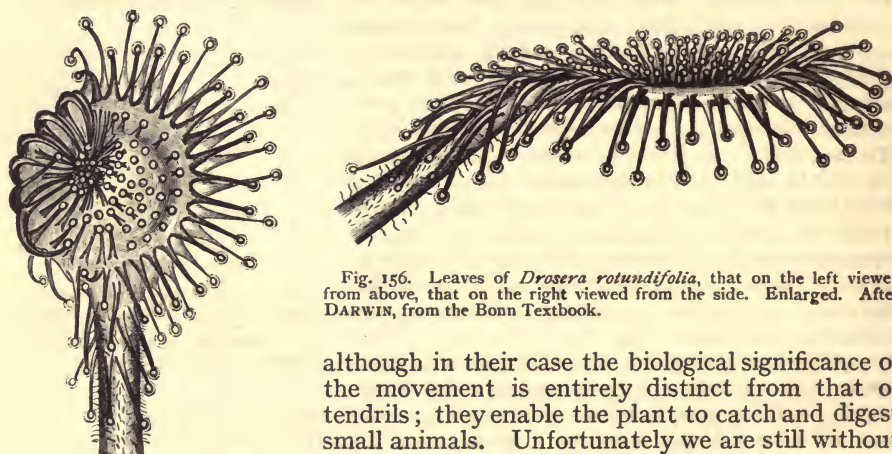 Fig. 156. Leaves of Drosera rotundifolia, that on the left viewe
from above, that on the right viewed from the side. Enlarged. Afte
DARWIN, from the Bonn Textbook.
although in their case the biological significance o
the movement is entirely distinct from that o
tendrils; they enable the plant to catch and diges
small animals. Unfortunately we are still withou